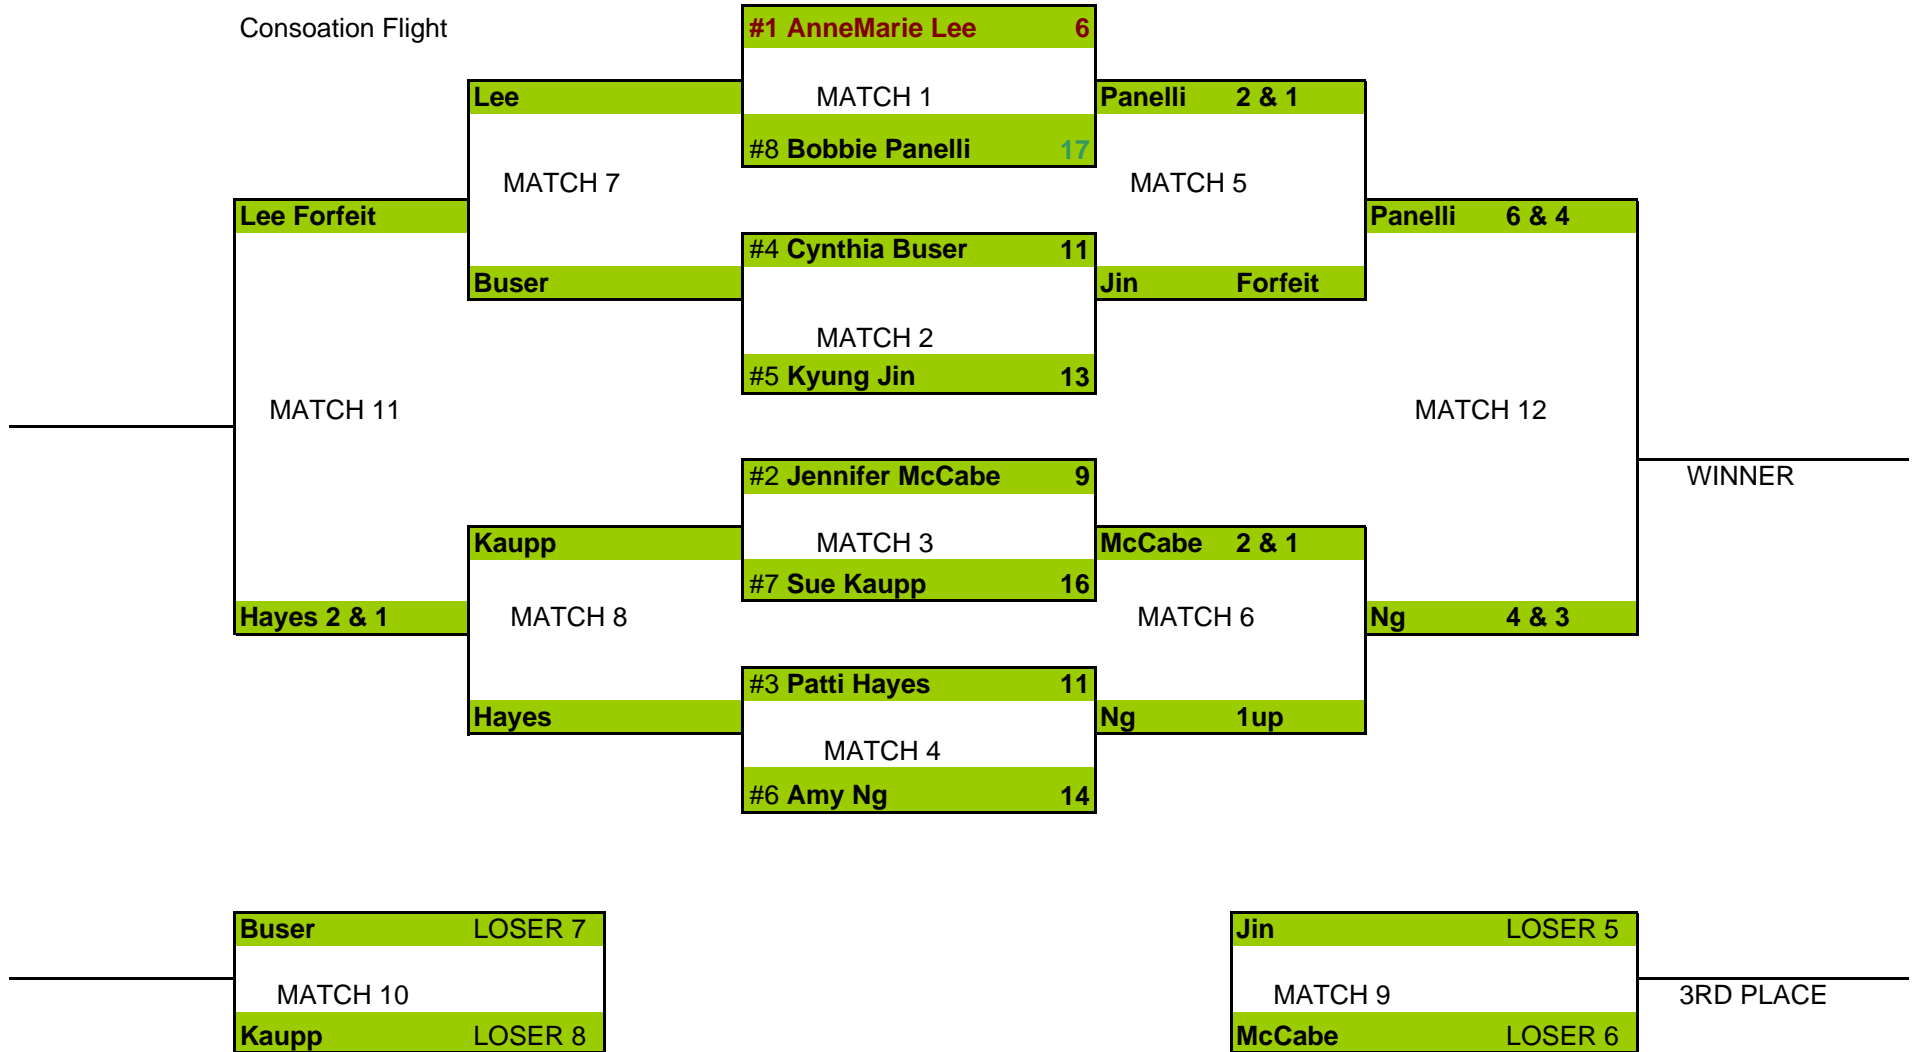 Consoation Flight
#1 AnneMarie Lee 6
Lee
MATCH 1
Panelli 2 & 1
#8 Bobbie Panelli 17
MATCH 7
MATCH 5
Lee Forfeit
Panelli 6 & 4
#4 Cynthia Buser 11
Buser
Jin Forfeit
MATCH 2
#5 Kyung Jin 13
MATCH 11
MATCH 12
#2 Jennifer McCabe 9
WINNER
Kaupp
MATCH 3
McCabe 2 & 1
#7 Sue Kaupp 16
Hayes 2 & 1
MATCH 8
MATCH 6
Ng 4 & 3
#3 Patti Hayes 11
Hayes
Ng 1up
MATCH 4
#6 Amy Ng 14
Buser LOSER 7
Jin LOSER 5
MATCH 10
MATCH 9
3RD PLACE
Kaupp LOSER 8
McCabe LOSER 6